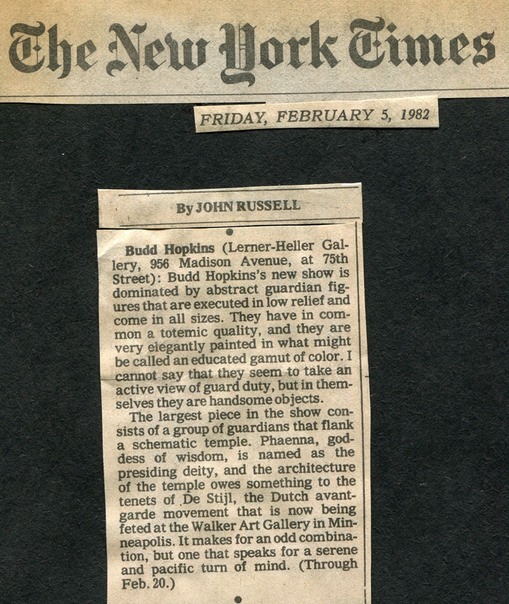 The New York Times
FRIDAY, FEBRUARY 5, 1982
By JOHN RUSSELL
Budd Hopkins (Lerner-Heller Gal-
lery, 956 Madison Avenue, at 75th
Street): Budd Hopkins's new show is
dominated by abstract guardian fig-
ures that are executed in low relief and
come in all sizes. They have in com-
mon a totemic quality, and they are
very elegantly painted in what might
be called an educated gamut of color. I
cannot say that they seem to take an
active view of guard duty, but in them-
selves they are handsome objects.
The largest piece in the show con-
sists of a group of guardians that flank
a schematic temple. Phaenna, god-
dess of wisdom, is named as the
presiding deity, and the architecture
of the temple owes something to the
tenets of De Stijl, the Dutch avant-
garde movement that is now being
feted at the Walker Art Gallery in Min-
neapolis. It makes for an odd combina-
tion, but one that speaks for a serene
and pacific turn of mind. (Through
Feb. 20.)